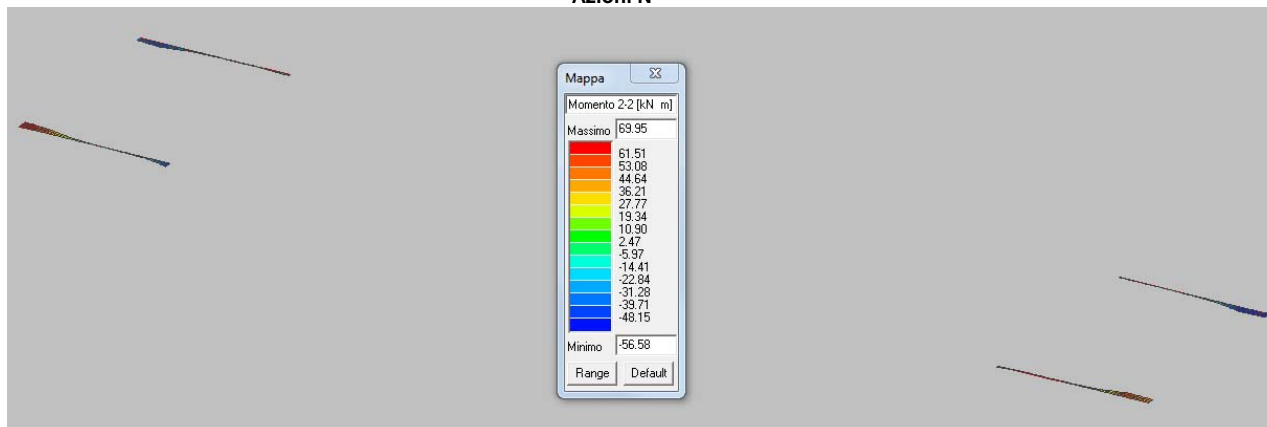 Azioni N
Mappa
Momento 2-2 [kN m]
Massimo 69.95
61.51
53.08
44.64
36.21
27.77
19.34
10.90
2.47
-5.97
-14.41
-22.84
-31.28
-39.71
-48.15
Minimo -56.58
Range Default